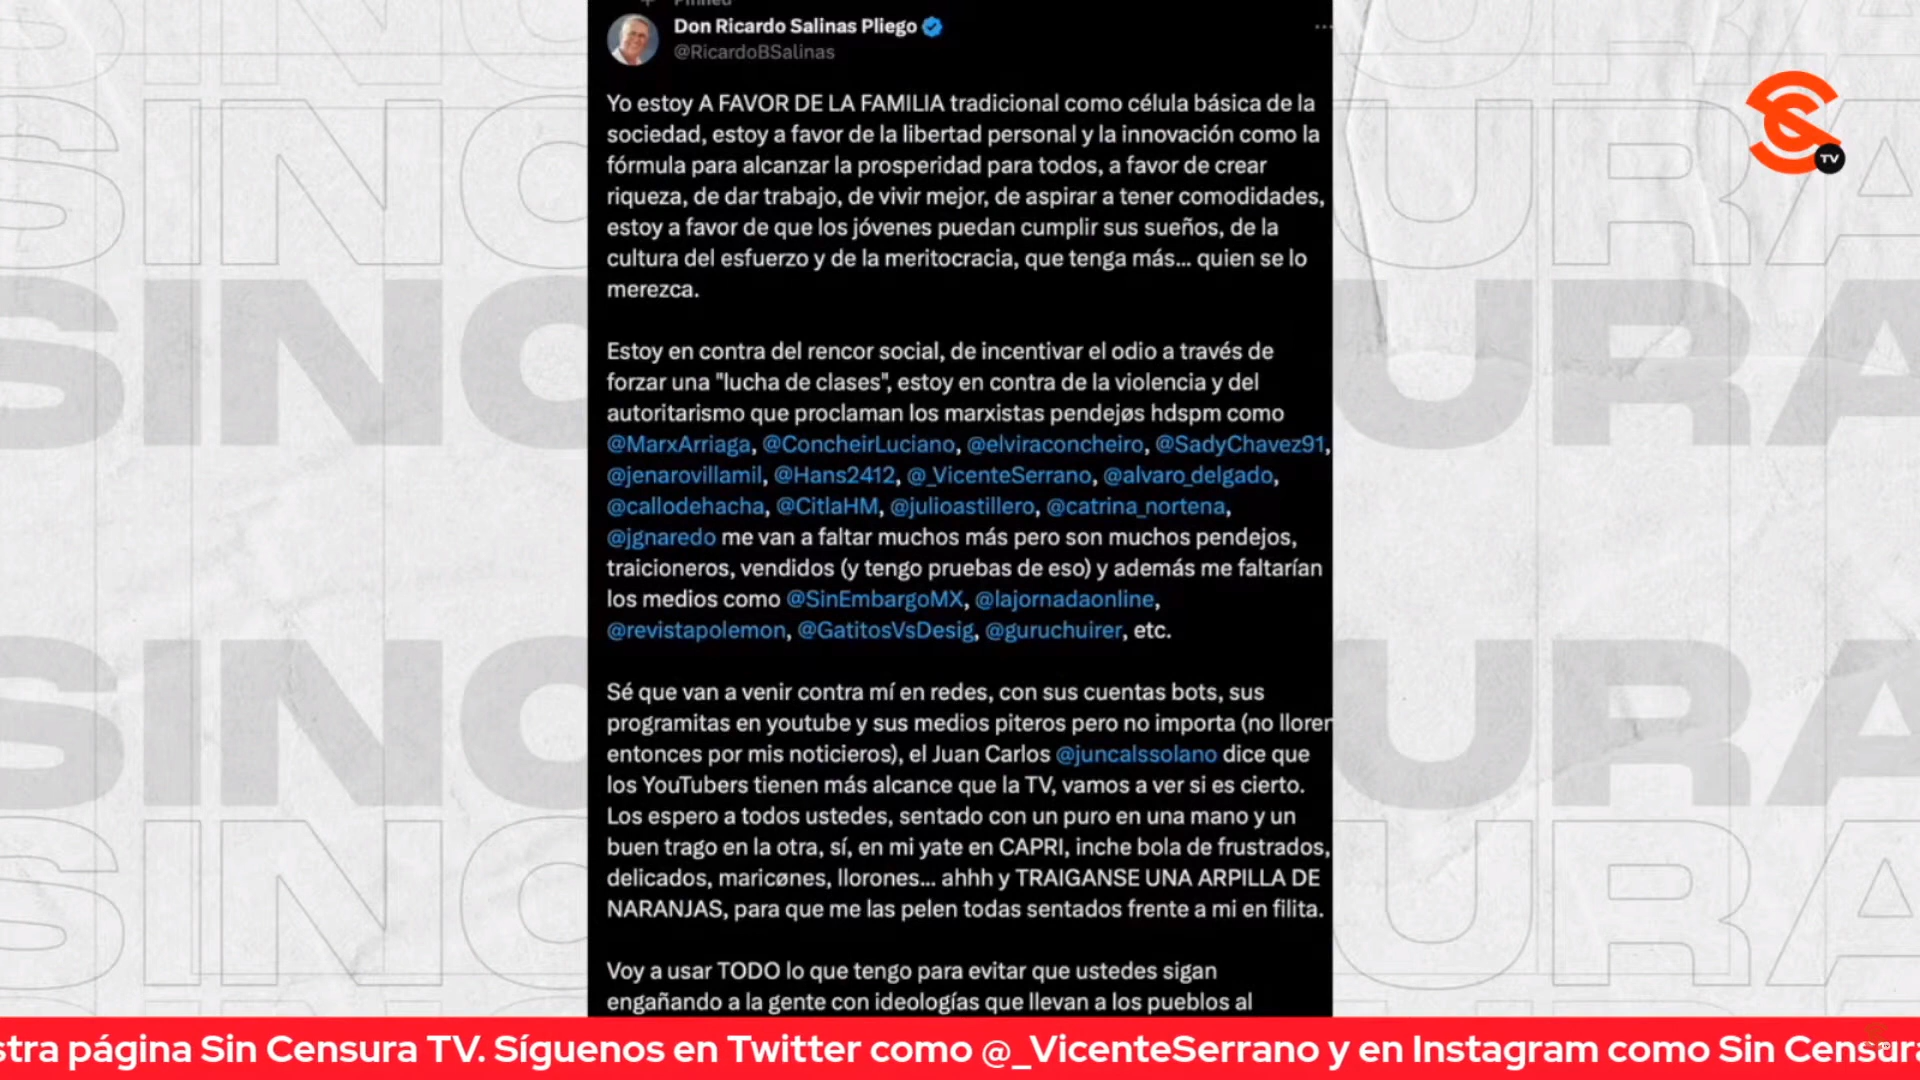 Pinned
Don Ricardo Salinas Pliego
@RicardoBSalinas
Yo estoy A FAVOR DE LA FAMILIA tradicional como célula básica de la
sociedad, estoy a favor de la libertad personal y la innovación como la
fórmula para alcanzar la prosperidad para todos, a favor de crear
riqueza, de dar trabajo, de vivir mejor, de aspirar a tener comodidades,
estoy a favor de que los jóvenes puedan cumplir sus sueños, de la
cultura del esfuerzo y de la meritocracia, que tenga más... quien se lo
merezca.
Estoy en contra del rencor social, de incentivar el odio a través de
forzar una "lucha de clases", estoy en contra de la violencia y del
autoritarismo que proclaman los marxistas pendejøs hdspm como
@MarxArriaga, @ConcheirLuciano, @elviraconcheiro, @SadyChavez91,
@jenarovillamil, @Hans2412, @_VicenteSerrano, @alvaro_delgado,
@callodehacha, @CitlaHM, @julioastillero, @catrina_nortena,
@jgnaredo me van a faltar muchos más pero son muchos pendejos,
traicioneros, vendidos (y tengo pruebas de eso) y además me faltarían
los medios como @SinEmbargoMX, @lajornadaonline,
@revistapolemon, @GatitosVsDesig, @guruchuirer, etc.
Sé que van a venir contra mí en redes, con sus cuentas bots, sus
programitas en youtube y sus medios piteros pero no importa (no lloren
entonces por mis noticieros), el Juan Carlos @juncalssolano dice que
los YouTubers tienen más alcance que la TV, vamos a ver si es cierto.
Los espero a todos ustedes, sentado con un puro en una mano y un
buen trago en la otra, sí, en mi yate en CAPRI, inche bola de frustrados,
delicados, maricønes, llorones... ahhh y TRAIGANSE UNA ARPILLA DE
NARANJAS, para que me las pelen todas sentados frente a mi en filita.
Voy a usar TODO lo que tengo para evitar que ustedes sigan
engañando a la gente con ideologías que llevan a los pueblos al
TV
SINC URA
SINC URA
SINC URA
SINC URA
stra página Sin Censura TV. Síguenos en Twitter como @_VicenteSerrano y en Instagram como Sin Censura